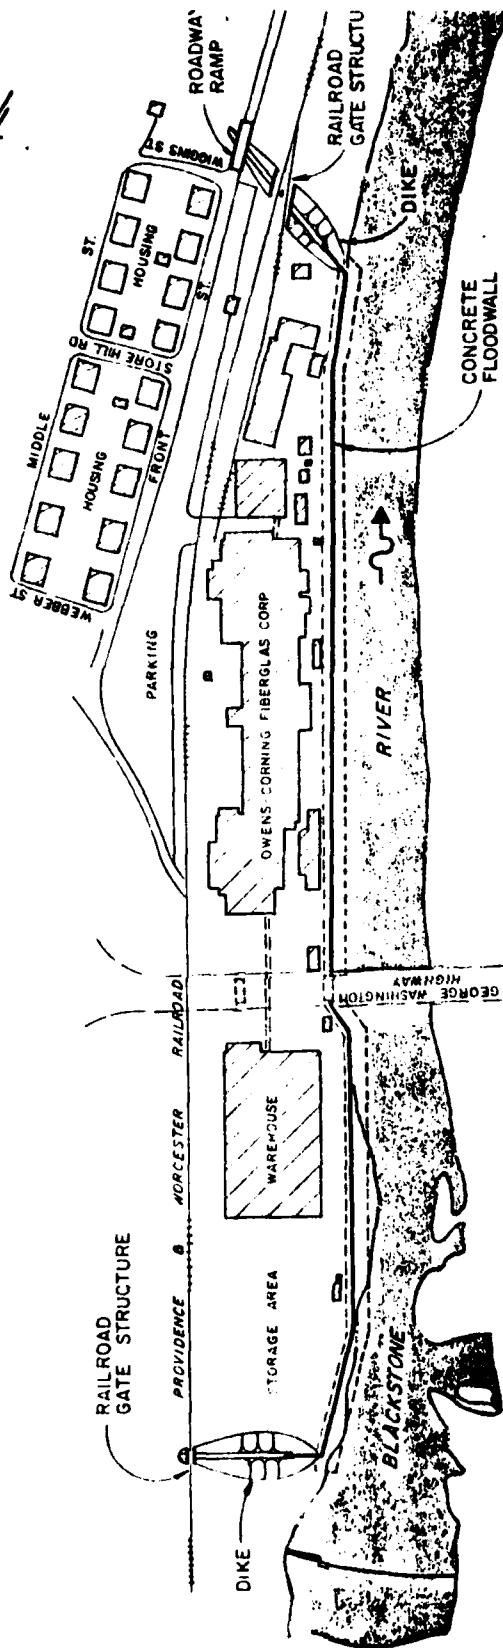 ROADWAY
RAMP
RAILROAD
GATE STRUCTU
WIGGINS ST.
ST.
HOUSING
ST.
STORE HILL RD
MIDDLE
HOUSING
FRONT
WEBBER ST
DIKE
CONCRETE
FLOODWALL
PARKING
OWENS CORNING FIBERGLAS CORP
RIVER
GEORGE WASHINGTON
HIGHWAY
RAILROAD
GATE STRUCTURE
PROVIDENCE
NORCESTER
RAILROAD
WAREHOUSE
STORAGE AREA
DIKE
BLACKSTONE